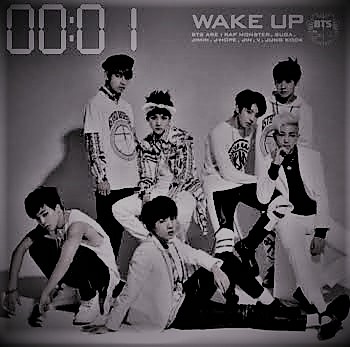 00:01
WAKE UP
BTS
BTS ARE : RAP MONSTER, SUGA,
JIMIN, J-HOPE, JIN, V, JUNG KOOK